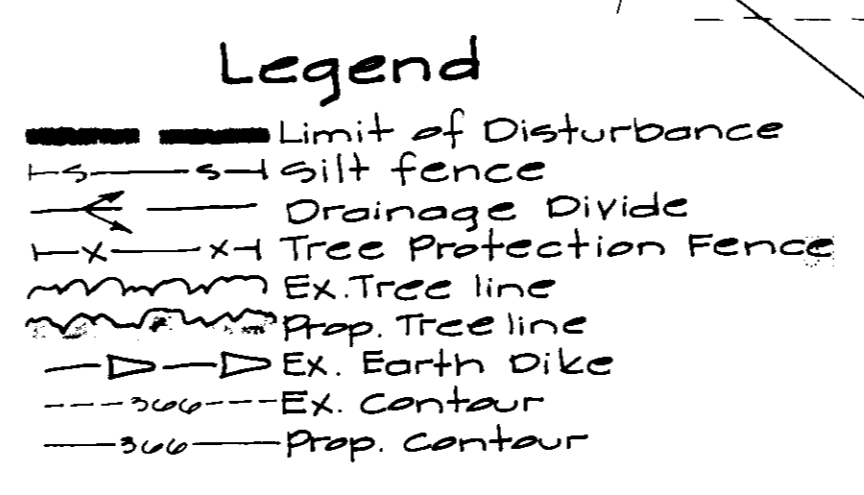 Legend
Limit of Disturbance
S S Silt fence
Drainage Divide
X X Tree Protection Fence
Ex. Tree line
Prop. Tree line
Ex. Earth Dike
366 Ex. Contour
366 Prop. Contour